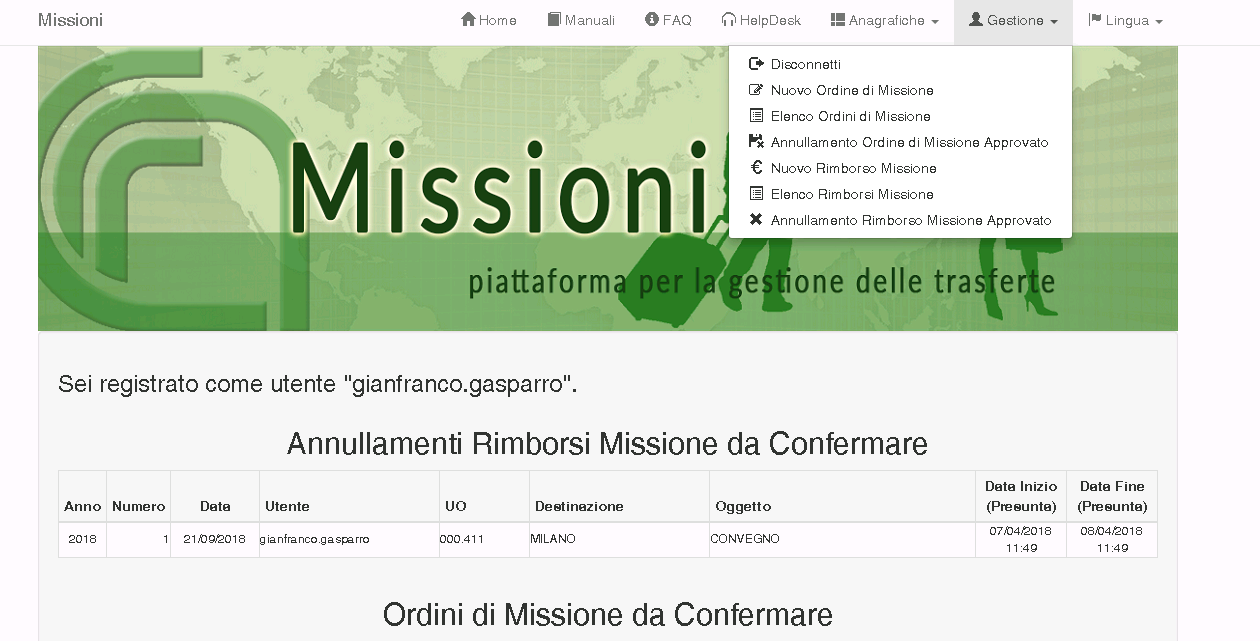 Missioni
Home
Manuali
FAQ
HelpDesk
Anagrafiche
Gestione
Lingua
Disconnetti
Nuovo Ordine di Missione
Elenco Ordini di Missione
Annullamento Ordine di Missione Approvato
Nuovo Rimborso Missione
Elenco Rimborsi Missione
Annullamento Rimborso Missione Approvato
Missioni
piattaforma per la gestione delle trasferte
Sei registrato come utente "gianfranco.gasparro".
Annullamenti Rimborsi Missione da Confermare
Anno Numero Data Utente UO Destinazione Oggetto Data Inizio (Presunta) Data Fine (Presunta)
2018 1 21/09/2018 gianfranco.gasparro 000.411 MILANO CONVEGNO 07/04/2018 11:49 08/04/2018 11:49
Ordini di Missione da Confermare